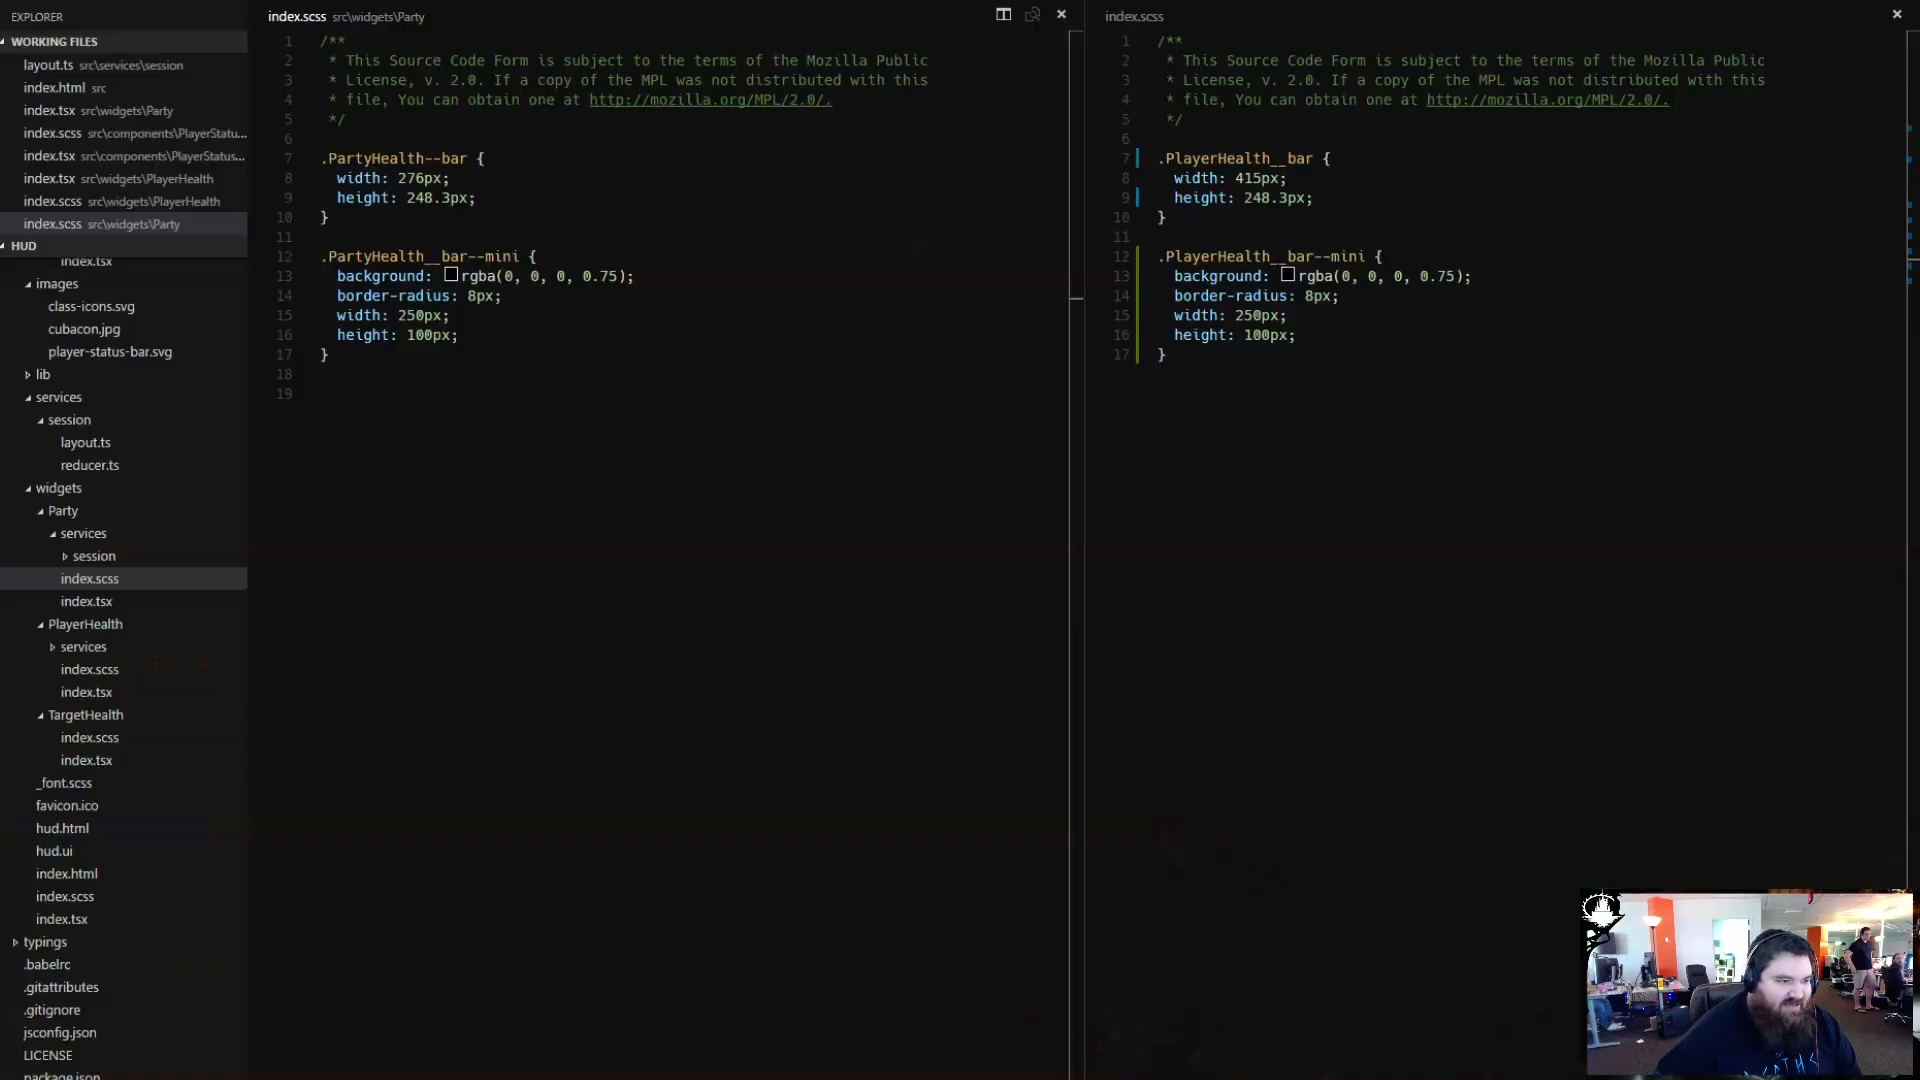 EXPLORER
WORKING FILES
layout.ts src\services\session
index.html src
index.tsx src\widgets\Party
index.scss src\components\PlayerStatu...
index.tsx src\components\PlayerStatus...
index.tsx src\widgets\PlayerHealth
index.scss src\widgets\PlayerHealth
index.scss src\widgets\Party
HUD
index.tsx
images
class-icons.svg
cubacon.jpg
player-status-bar.svg
lib
services
session
layout.ts
reducer.ts
widgets
Party
services
session
index.scss
index.tsx
PlayerHealth
services
index.scss
index.tsx
TargetHealth
index.scss
index.tsx
_font.scss
favicon.ico
hud.html
hud.ui
index.html
index.scss
index.tsx
typings
.babelrc
.gitattributes
.gitignore
jsconfig.json
LICENSE
package.json
index.scss src\widgets\Party
1 /**
2 * This Source Code Form is subject to the terms of the Mozilla Public
3 * License, v. 2.0. If a copy of the MPL was not distributed with this
4 * file, You can obtain one at http://mozilla.org/MPL/2.0/.
5 */
6
7 .PartyHealth--bar {
8 width: 276px;
9 height: 248.3px;
10 }
11
12 .PartyHealth__bar--mini {
13 background: rgba(0, 0, 0, 0.75);
14 border-radius: 8px;
15 width: 250px;
16 height: 100px;
17 }
18
19
index.scss
1 /**
2 * This Source Code Form is subject to the terms of the Mozilla Public
3 * License, v. 2.0. If a copy of the MPL was not distributed with this
4 * file, You can obtain one at http://mozilla.org/MPL/2.0/.
5 */
6
7 .PlayerHealth__bar {
8 width: 415px;
9 height: 248.3px;
10 }
11
12 .PlayerHealth__bar--mini {
13 background: rgba(0, 0, 0, 0.75);
14 border-radius: 8px;
15 width: 250px;
16 height: 100px;
17 }